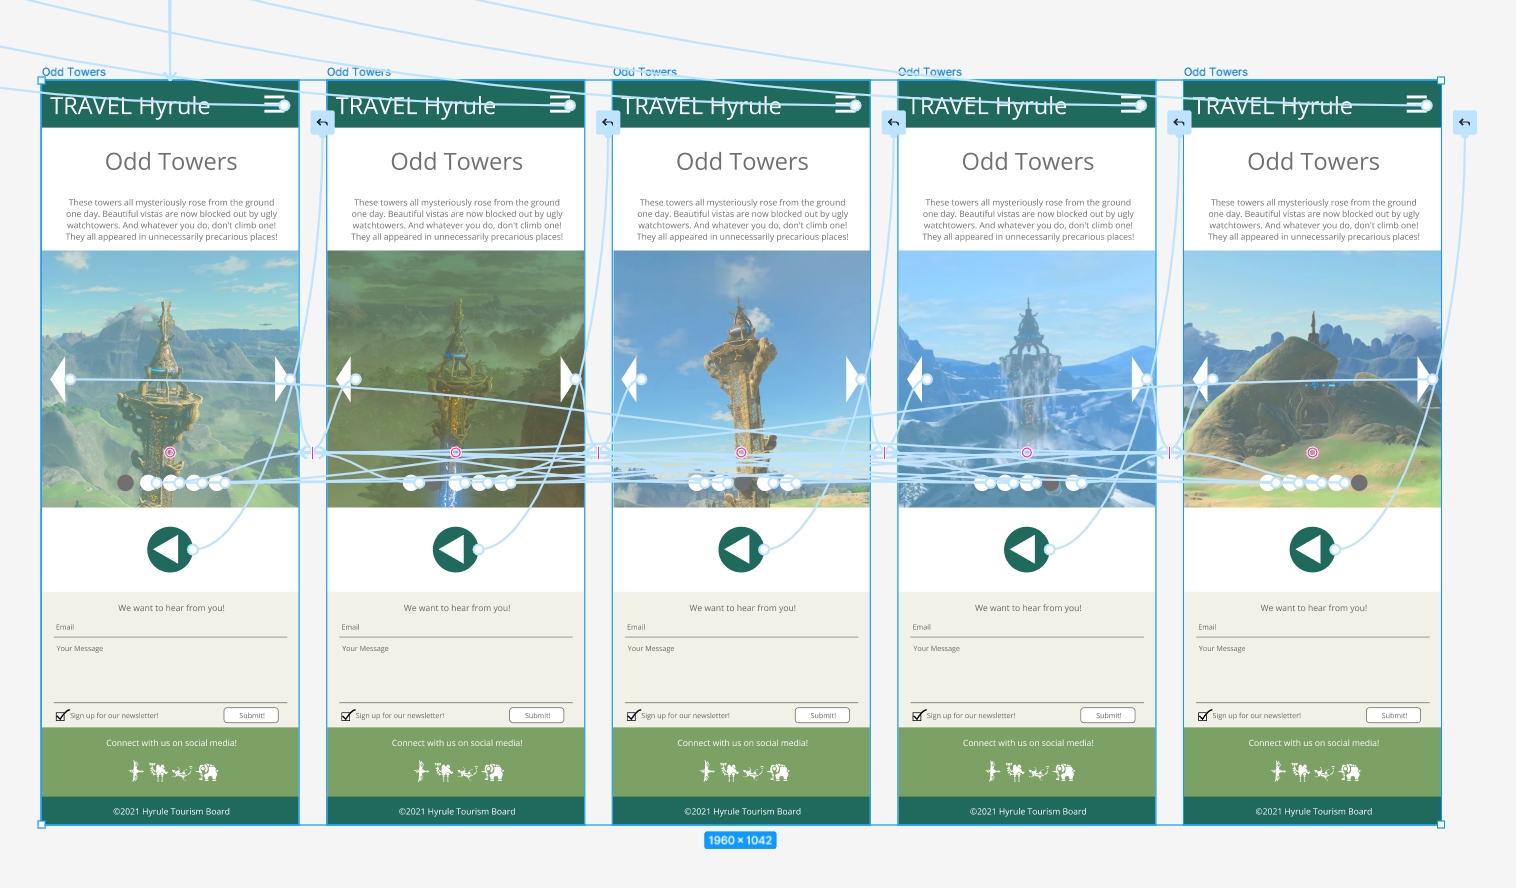 Odd Towers
Odd Towers
Odd Towers
Odd Towers
Odd Towers
TRAVEL Hyrule
TRAVEL Hyrule
TRAVEL Hyrule
TRAVEL Hyrule
TRAVEL Hyrule
Odd Towers
These towers all mysteriously rose from the ground
one day. Beautiful vistas are now blocked out by ugly
watchtowers. And whatever you do, don't climb one!
They all appeared in unnecessarily precarious places!
Odd Towers
These towers all mysteriously rose from the ground
one day. Beautiful vistas are now blocked out by ugly
watchtowers. And whatever you do, don't climb one!
They all appeared in unnecessarily precarious places!
Odd Towers
These towers all mysteriously rose from the ground
one day. Beautiful vistas are now blocked out by ugly
watchtowers. And whatever you do, don't climb one!
They all appeared in unnecessarily precarious places!
Odd Towers
These towers all mysteriously rose from the ground
one day. Beautiful vistas are now blocked out by ugly
watchtowers. And whatever you do, don't climb one!
They all appeared in unnecessarily precarious places!
Odd Towers
These towers all mysteriously rose from the ground
one day. Beautiful vistas are now blocked out by ugly
watchtowers. And whatever you do, don't climb one!
They all appeared in unnecessarily precarious places!
We want to hear from you!
Email
Your Message
Sign up for our newsletter!
Submit!
Connect with us on social media!
©2021 Hyrule Tourism Board
We want to hear from you!
Email
Your Message
Sign up for our newsletter!
Submit!
Connect with us on social media!
©2021 Hyrule Tourism Board
We want to hear from you!
Email
Your Message
Sign up for our newsletter!
Submit!
Connect with us on social media!
©2021 Hyrule Tourism Board
We want to hear from you!
Email
Your Message
Sign up for our newsletter!
Submit!
Connect with us on social media!
©2021 Hyrule Tourism Board
We want to hear from you!
Email
Your Message
Sign up for our newsletter!
Submit!
Connect with us on social media!
©2021 Hyrule Tourism Board
1960 × 1042